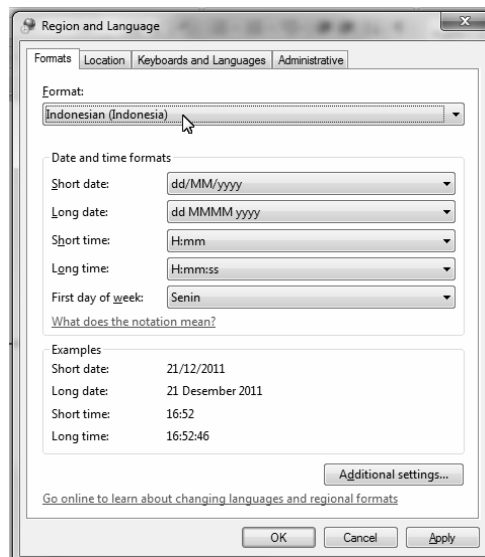 Region and Language
Formats Location Keyboards and Languages Administrative
Format:
Indonesian (Indonesia)
Date and time formats
Short date: dd/MM/yyyy
Long date: dd MMMM yyyy
Short time: H:mm
Long time: H:mm:ss
First day of week: Senin
What does the notation mean?
Examples
Short date: 21/12/2011
Long date: 21 Desember 2011
Short time: 16:52
Long time: 16:52:46
Additional settings...
Go online to learn about changing languages and regional formats
OK Cancel Apply